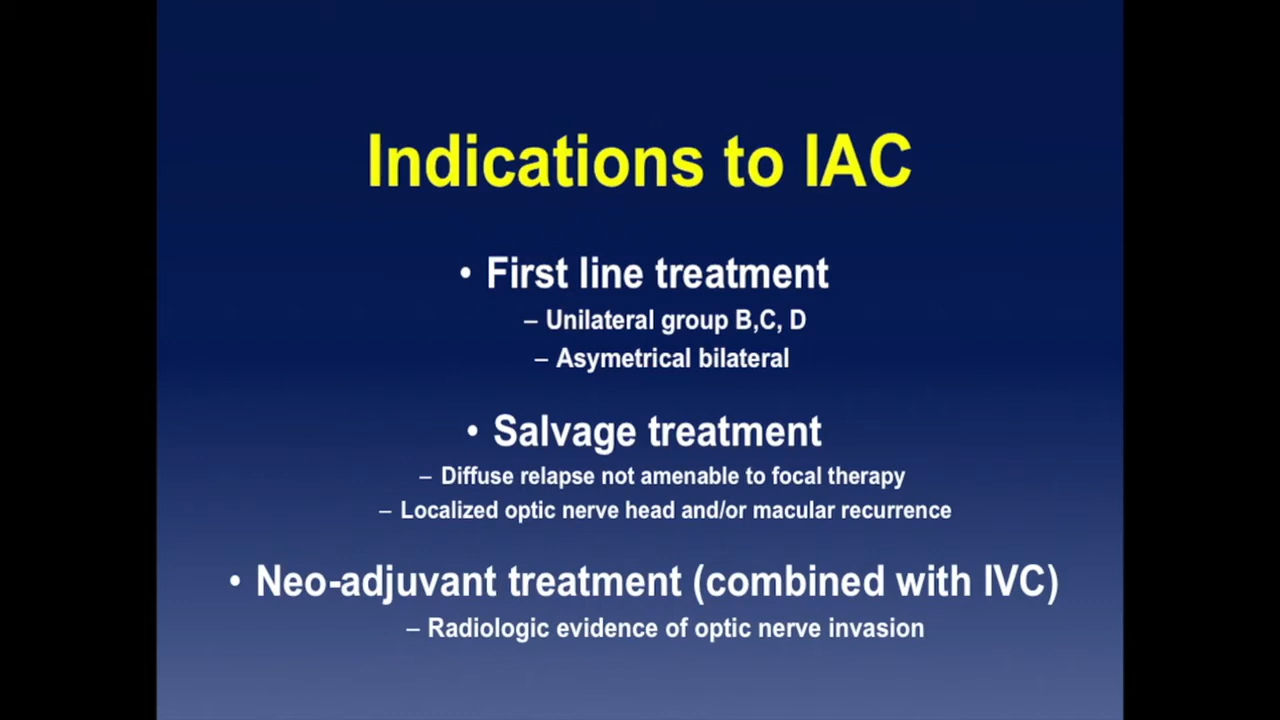 Indications to IAC
• First line treatment
– Unilateral group B,C, D
– Asymetrical bilateral
• Salvage treatment
– Diffuse relapse not amenable to focal therapy
– Localized optic nerve head and/or macular recurrence
• Neo-adjuvant treatment (combined with IVC)
– Radiologic evidence of optic nerve invasion